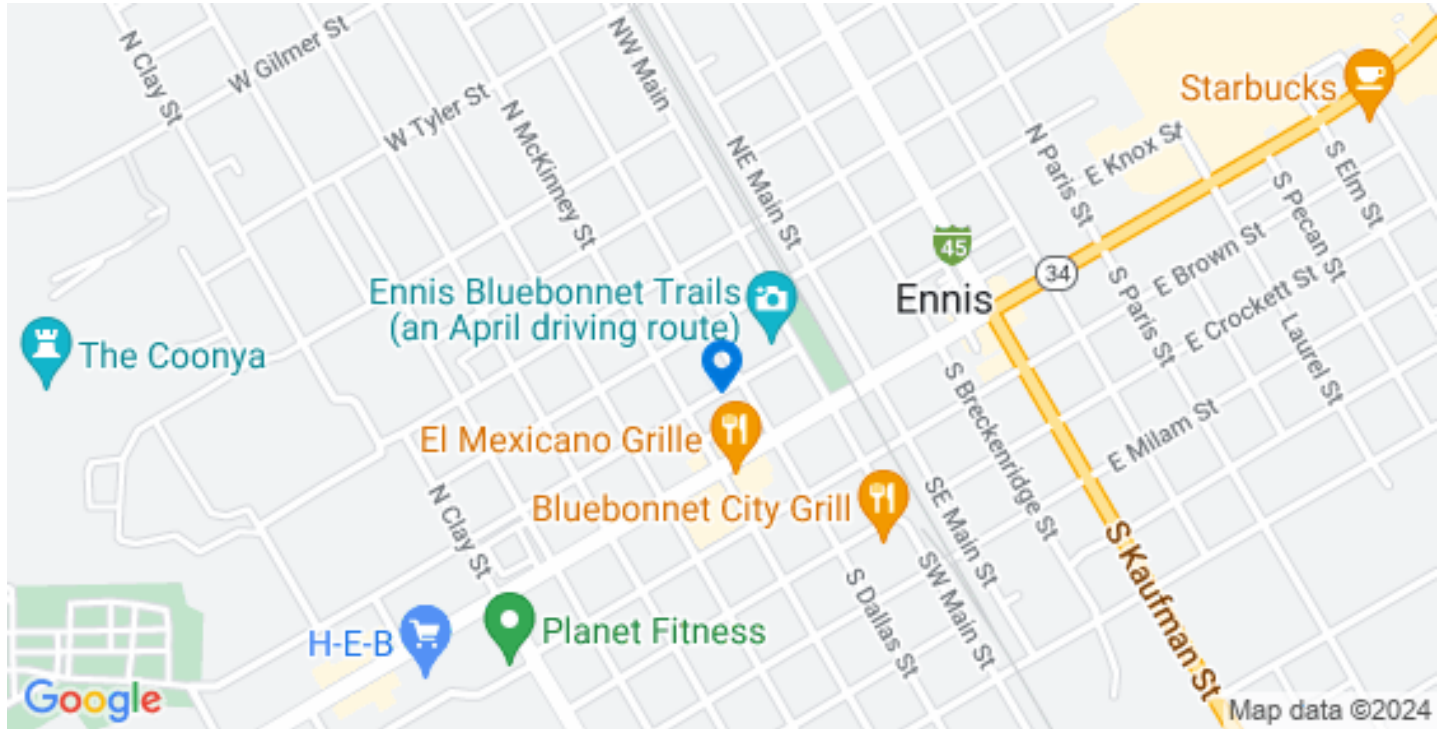 N Clay St
W Gilmer St
NW Main
Starbucks
W Tyler St
N McKinney St
NE Main St
N Paris St
E Knox St
S Elm St
S Pecan St
45
34
E Brown St
Ennis Bluebonnet Trails
(an April driving route)
Ennis
S Paris St
E Crockett St
The Coonya
Laurel St
S Breckenridge St
E Milam St
El Mexicano Grille
Bluebonnet City Grill
N Clay St
SE Main St
S Kaufman St
S Dallas St
SW Main St
H-E-B
Planet Fitness
Google
Map data ©2024